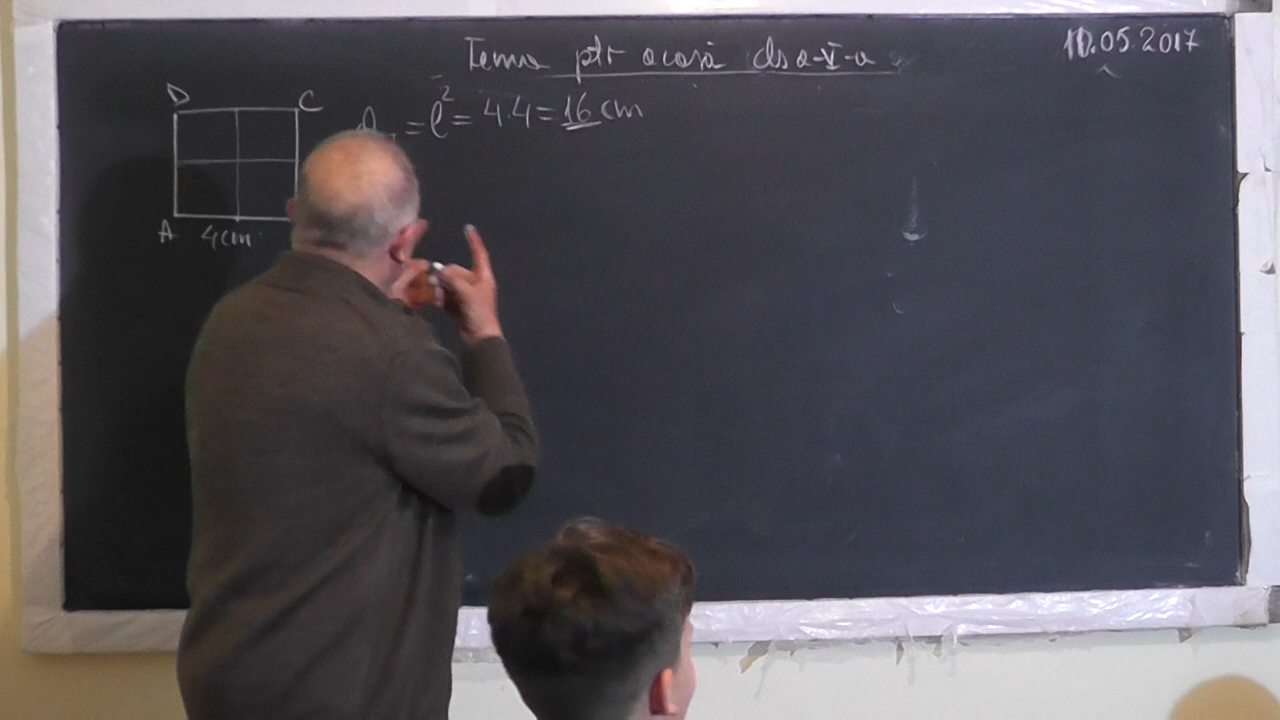 Tema ptr acasă cls a-V-a
10.05 2017
D C
= l² = 4.4 = 16 cm
A 4cm